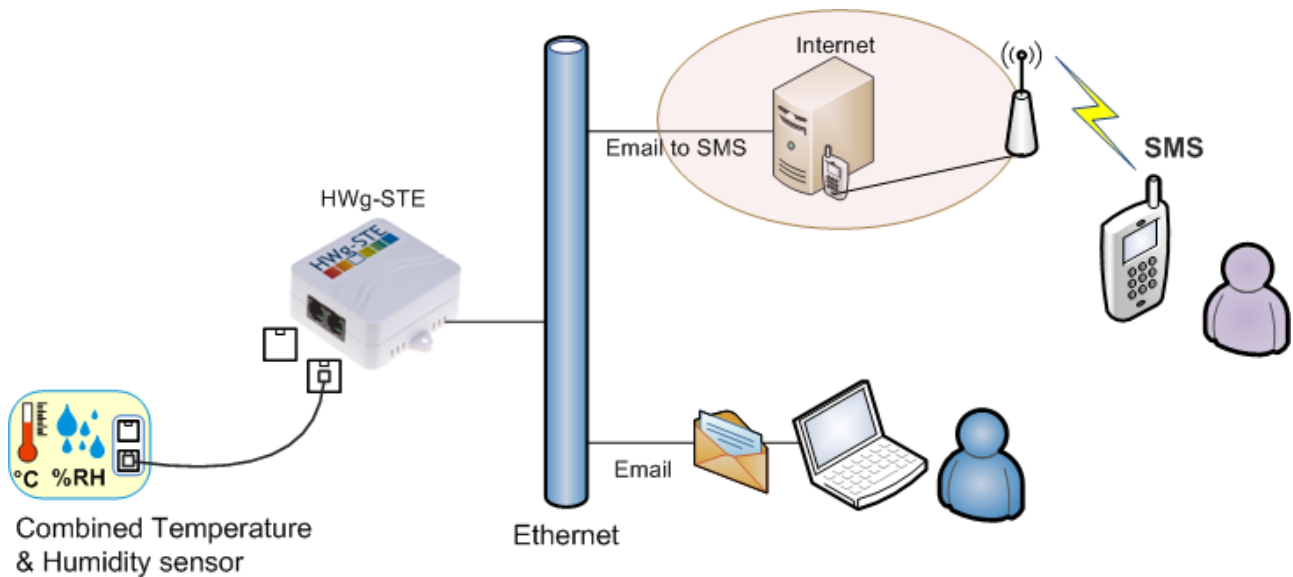 Internet
Email to SMS
SMS
HWg-STE
HWg-STE
°C %RH
Combined Temperature
& Humidity sensor
Ethernet
Email